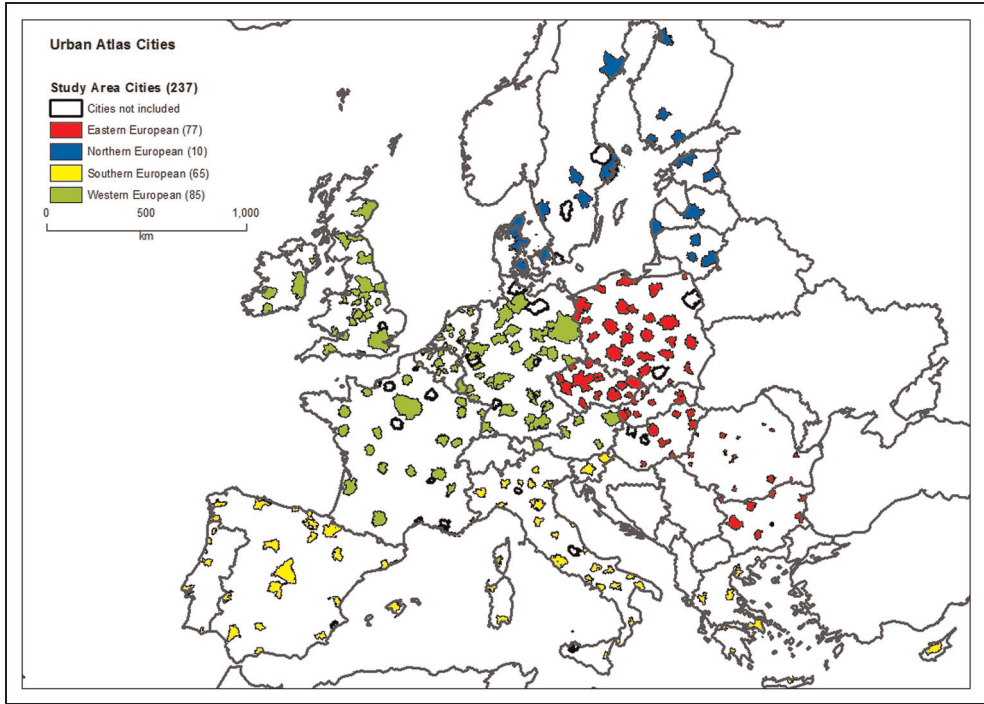 Urban Atlas Cities
Study Area Cities (237)
Cities not included
Eastern European (77)
Northern European (10)
Southern European (65)
Western European (85)
0 500 1,000
km